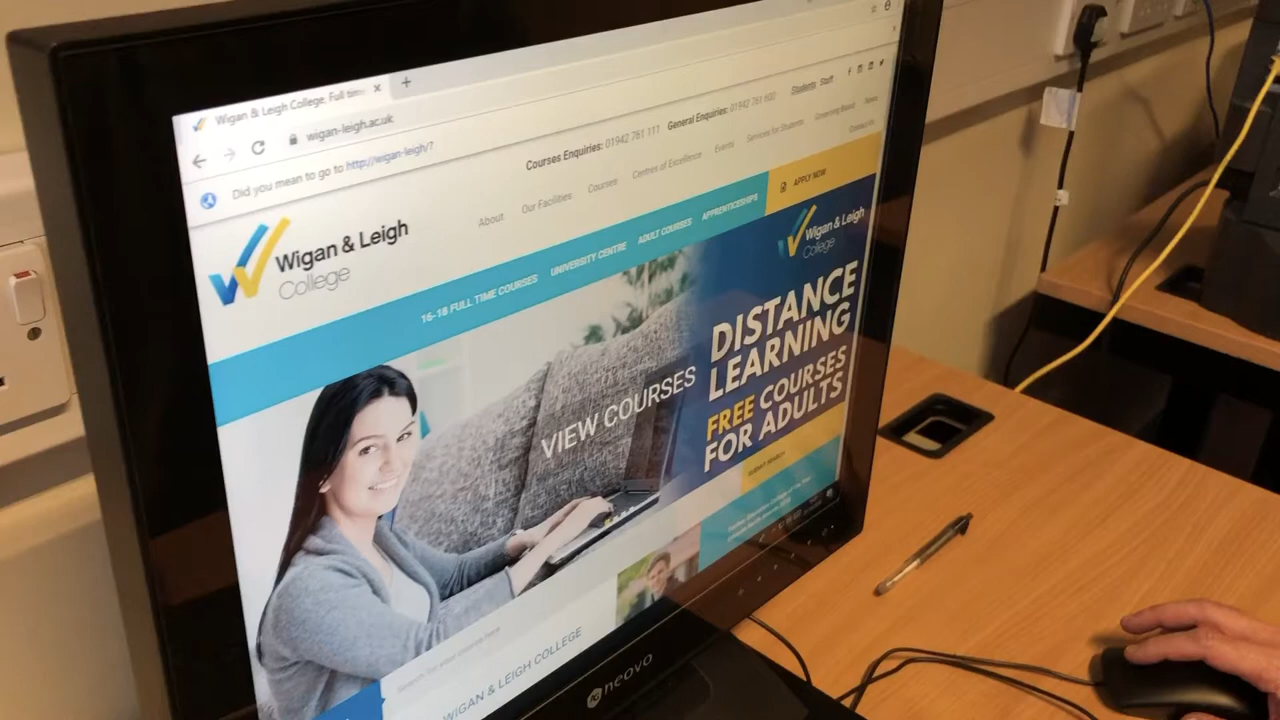 Wigan & Leigh College, Full tim
wigan-leigh.ac.uk
Did you mean to go to http://wigan-leigh/?
Courses Enquiries: 01942 761 111 General Enquiries: 01942 761 600 Students Staff
About Our Facilities Courses Centres of Excellence Events Services for Students Governing Board News
Contact Us
Wigan & Leigh
College
16-18 FULL TIME COURSES UNIVERSITY CENTRE ADULT COURSES APPRENTICESHIPS APPLY NOW
Wigan & Leigh
College
VIEW COURSES
DISTANCE
LEARNING
FREE COURSES
FOR ADULTS
SUBMIT SEARCH
WIGAN & LEIGH COLLEGE
neovo